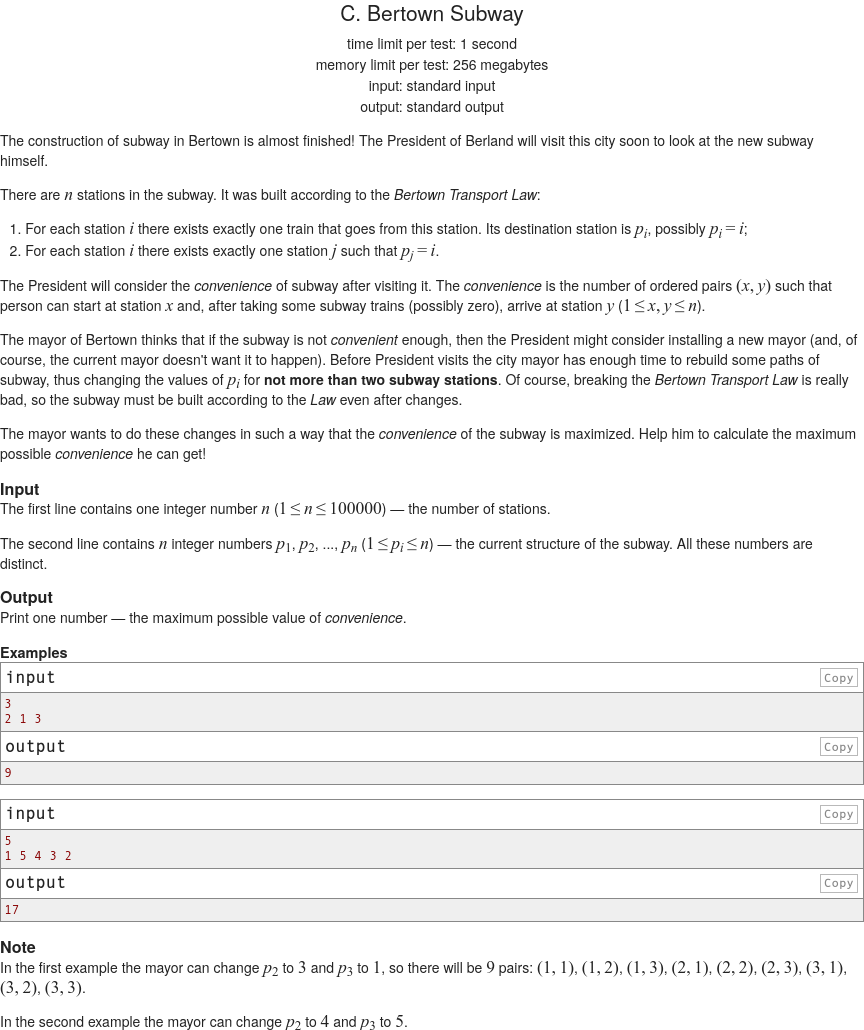 C. Bertown Subway
time limit per test: 1 second
memory limit per test: 256 megabytes
input: standard input
output: standard output
The construction of subway in Bertown is almost finished! The President of Berland will visit this city soon to look at the new subway
himself.
There are n stations in the subway. It was built according to the Bertown Transport Law:
1. For each station i there exists exactly one train that goes from this station. Its destination station is p_i, possibly p_i = i;
2. For each station i there exists exactly one station j such that p_j = i.
The President will consider the convenience of subway after visiting it. The convenience is the number of ordered pairs (x, y) such that
person can start at station x and, after taking some subway trains (possibly zero), arrive at station y (1 ≤ x, y ≤ n).
The mayor of Bertown thinks that if the subway is not convenient enough, then the President might consider installing a new mayor (and, of
course, the current mayor doesn't want it to happen). Before President visits the city mayor has enough time to rebuild some paths of
subway, thus changing the values of p_i for not more than two subway stations. Of course, breaking the Bertown Transport Law is really
bad, so the subway must be built according to the Law even after changes.
The mayor wants to do these changes in such a way that the convenience of the subway is maximized. Help him to calculate the maximum
possible convenience he can get!
Input
The first line contains one integer number n (1 ≤ n ≤ 100000) — the number of stations.
The second line contains n integer numbers p_1, p_2, ..., p_n (1 ≤ p_i ≤ n) — the current structure of the subway. All these numbers are
distinct.
Output
Print one number — the maximum possible value of convenience.
Examples
input Copy
3
2 1 3
output Copy
9
input Copy
5
1 5 4 3 2
output Copy
17
Note
In the first example the mayor can change p_2 to 3 and p_3 to 1, so there will be 9 pairs: (1, 1), (1, 2), (1, 3), (2, 1), (2, 2), (2, 3), (3, 1),
(3, 2), (3, 3).
In the second example the mayor can change p_2 to 4 and p_3 to 5.